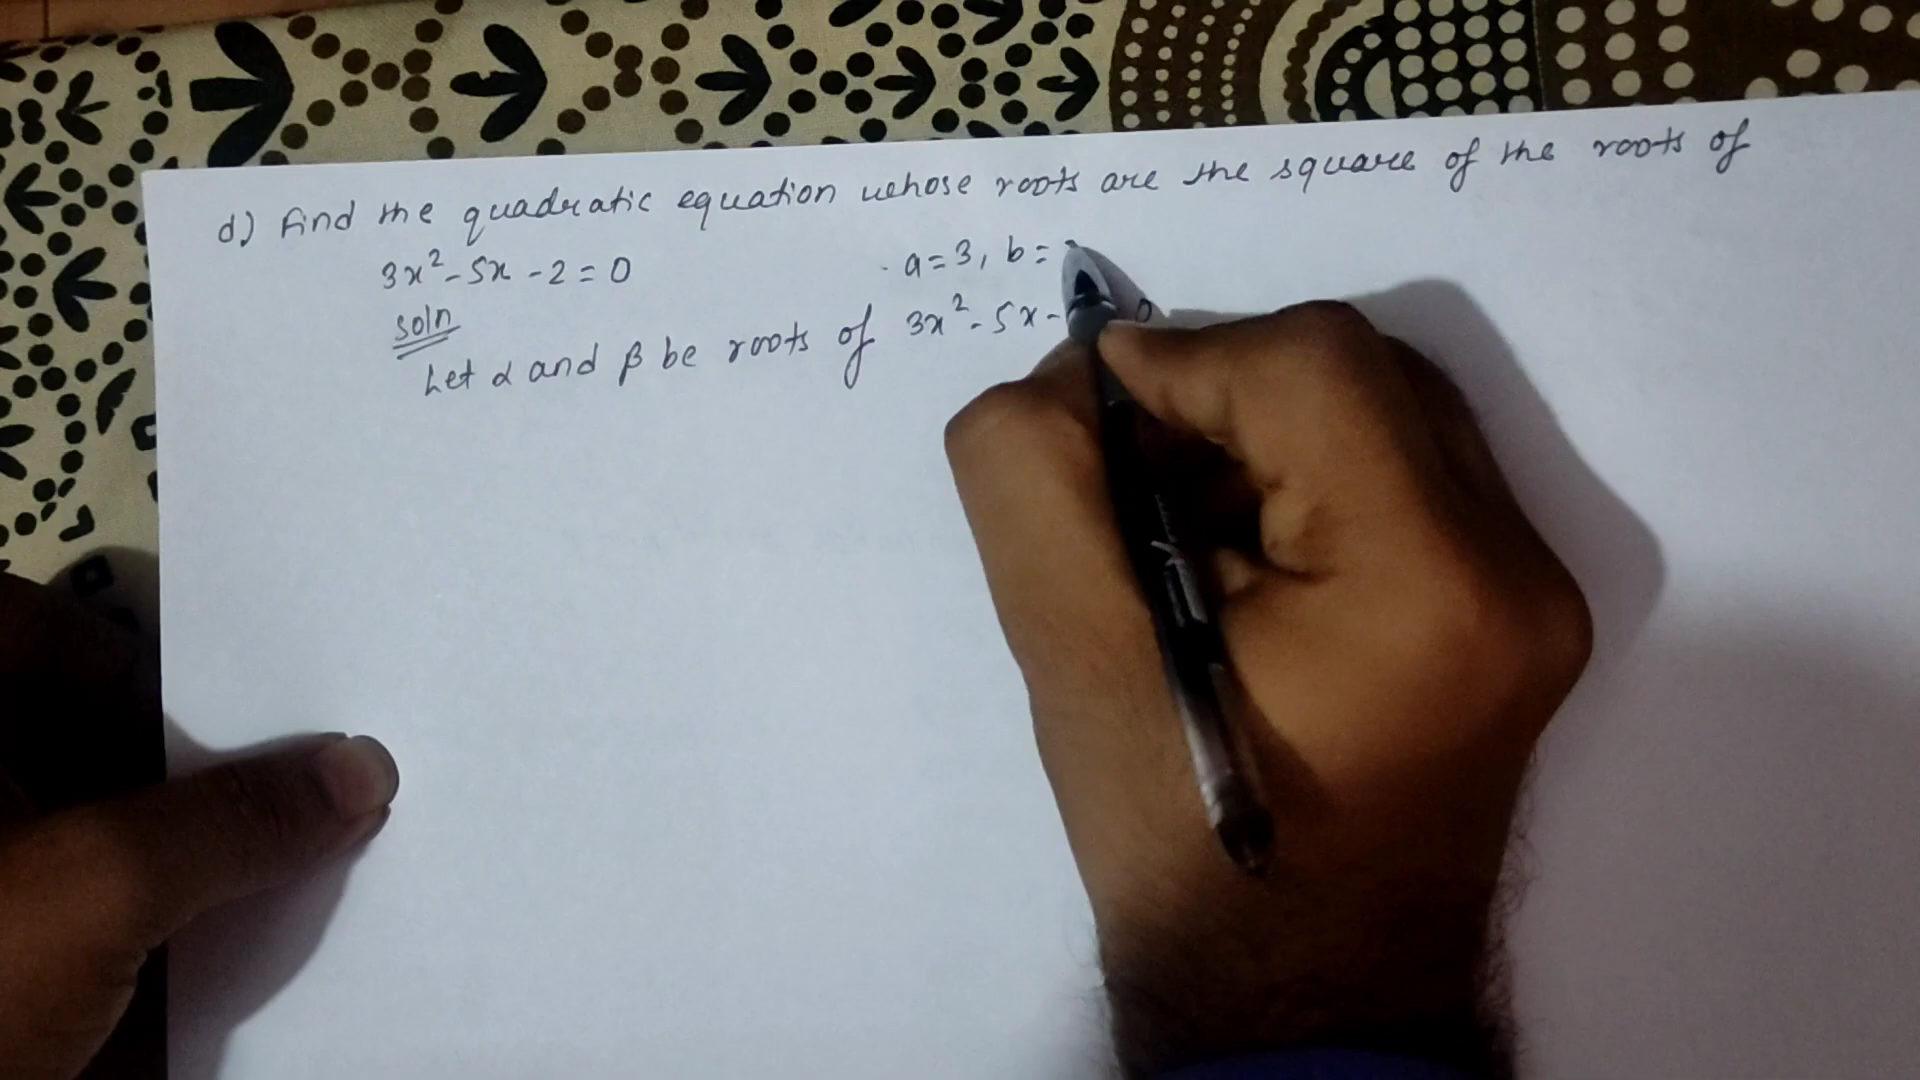 d) Find the quadratic equation whose roots are the square of the roots of
3x² - 5x - 2 = 0
a = 3, b =
soln
Let α and β be roots of 3x² - 5x - 0